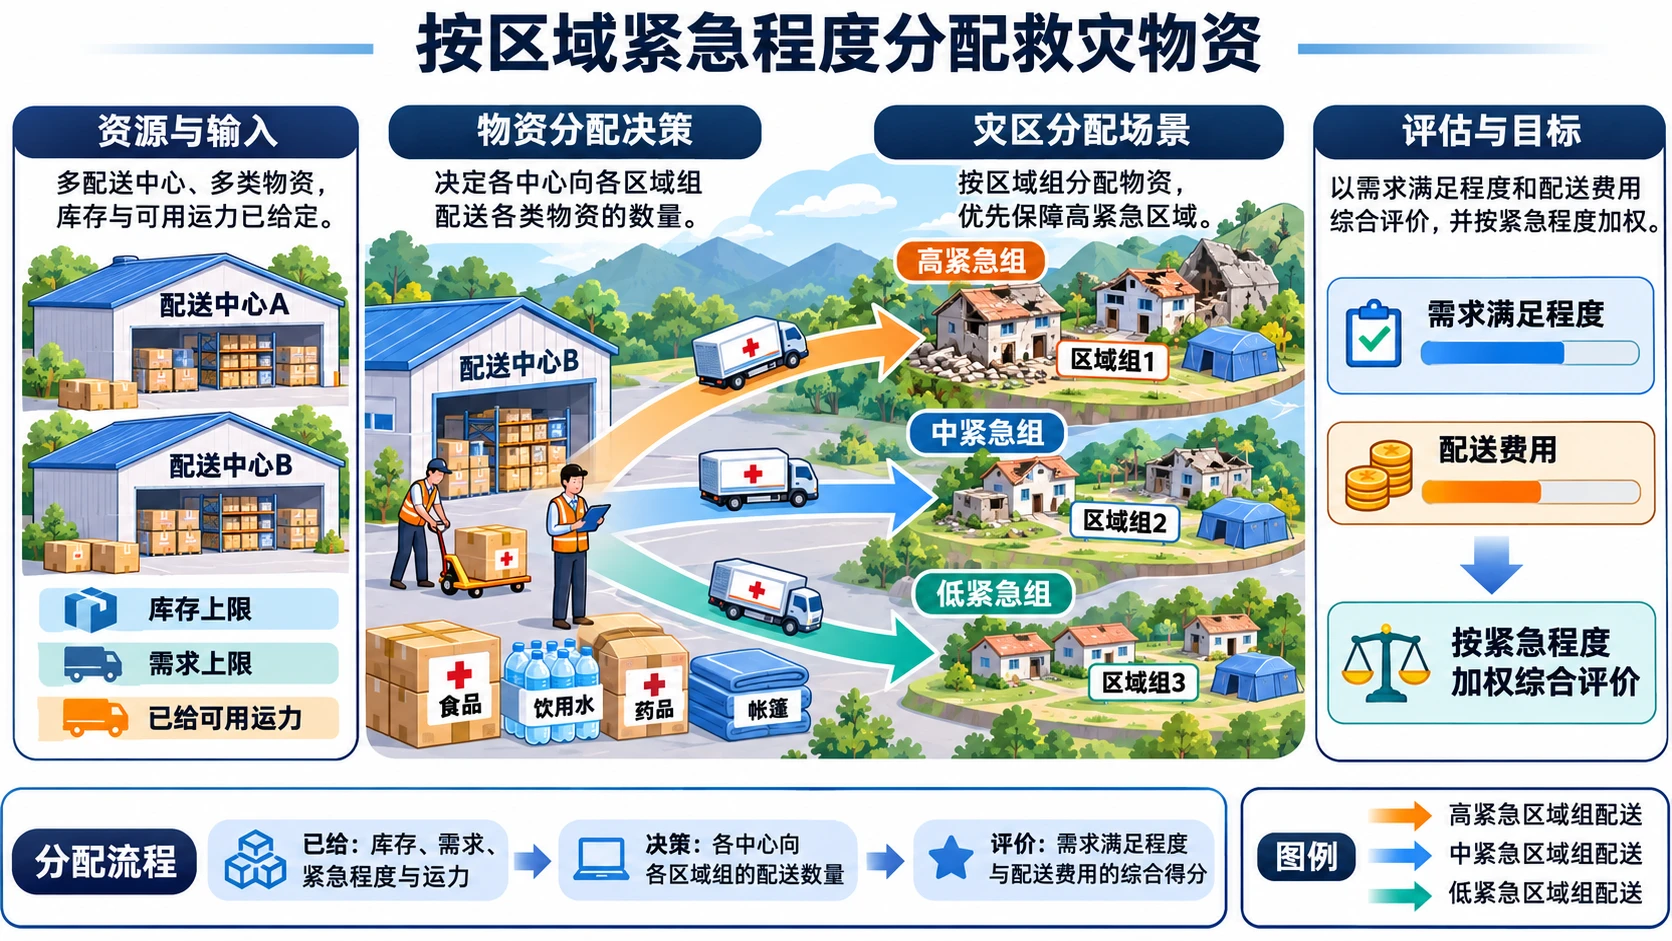 按区域紧急程度分配救灾物资
资源与输入
多配送中心、多类物资，
库存与可用运力已给定。
配送中心A
配送中心B
库存上限
需求上限
已给可用运力
物资分配决策
决定各中心向各区域组
配送各类物资的数量。
配送中心B
食品
饮用水
药品
帐篷
灾区分配场景
按区域组分配物资，
优先保障高紧急区域。
高紧急组
区域组1
中紧急组
区域组2
低紧急组
区域组3
评估与目标
以需求满足程度和配送费用
综合评价，并按紧急程度加权。
需求满足程度
配送费用
按紧急程度
加权综合评价
分配流程
已给：库存、需求、
紧急程度与运力
决策：各中心向
各区域组的配送数量
评价：需求满足程度
与配送费用的综合得分
图例
高紧急区域组配送
中紧急区域组配送
低紧急区域组配送